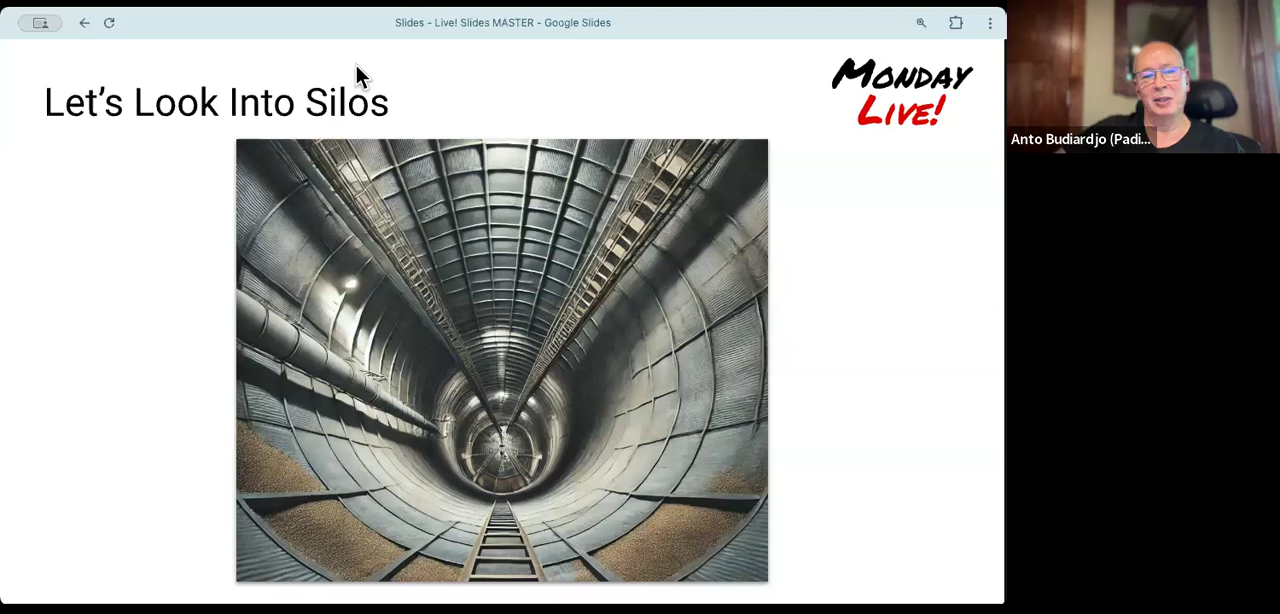 Slides - Live! Slides MASTER - Google Slides
Let's Look Into Silos
Monday
Live!
Anto Budiardjo (Padi...